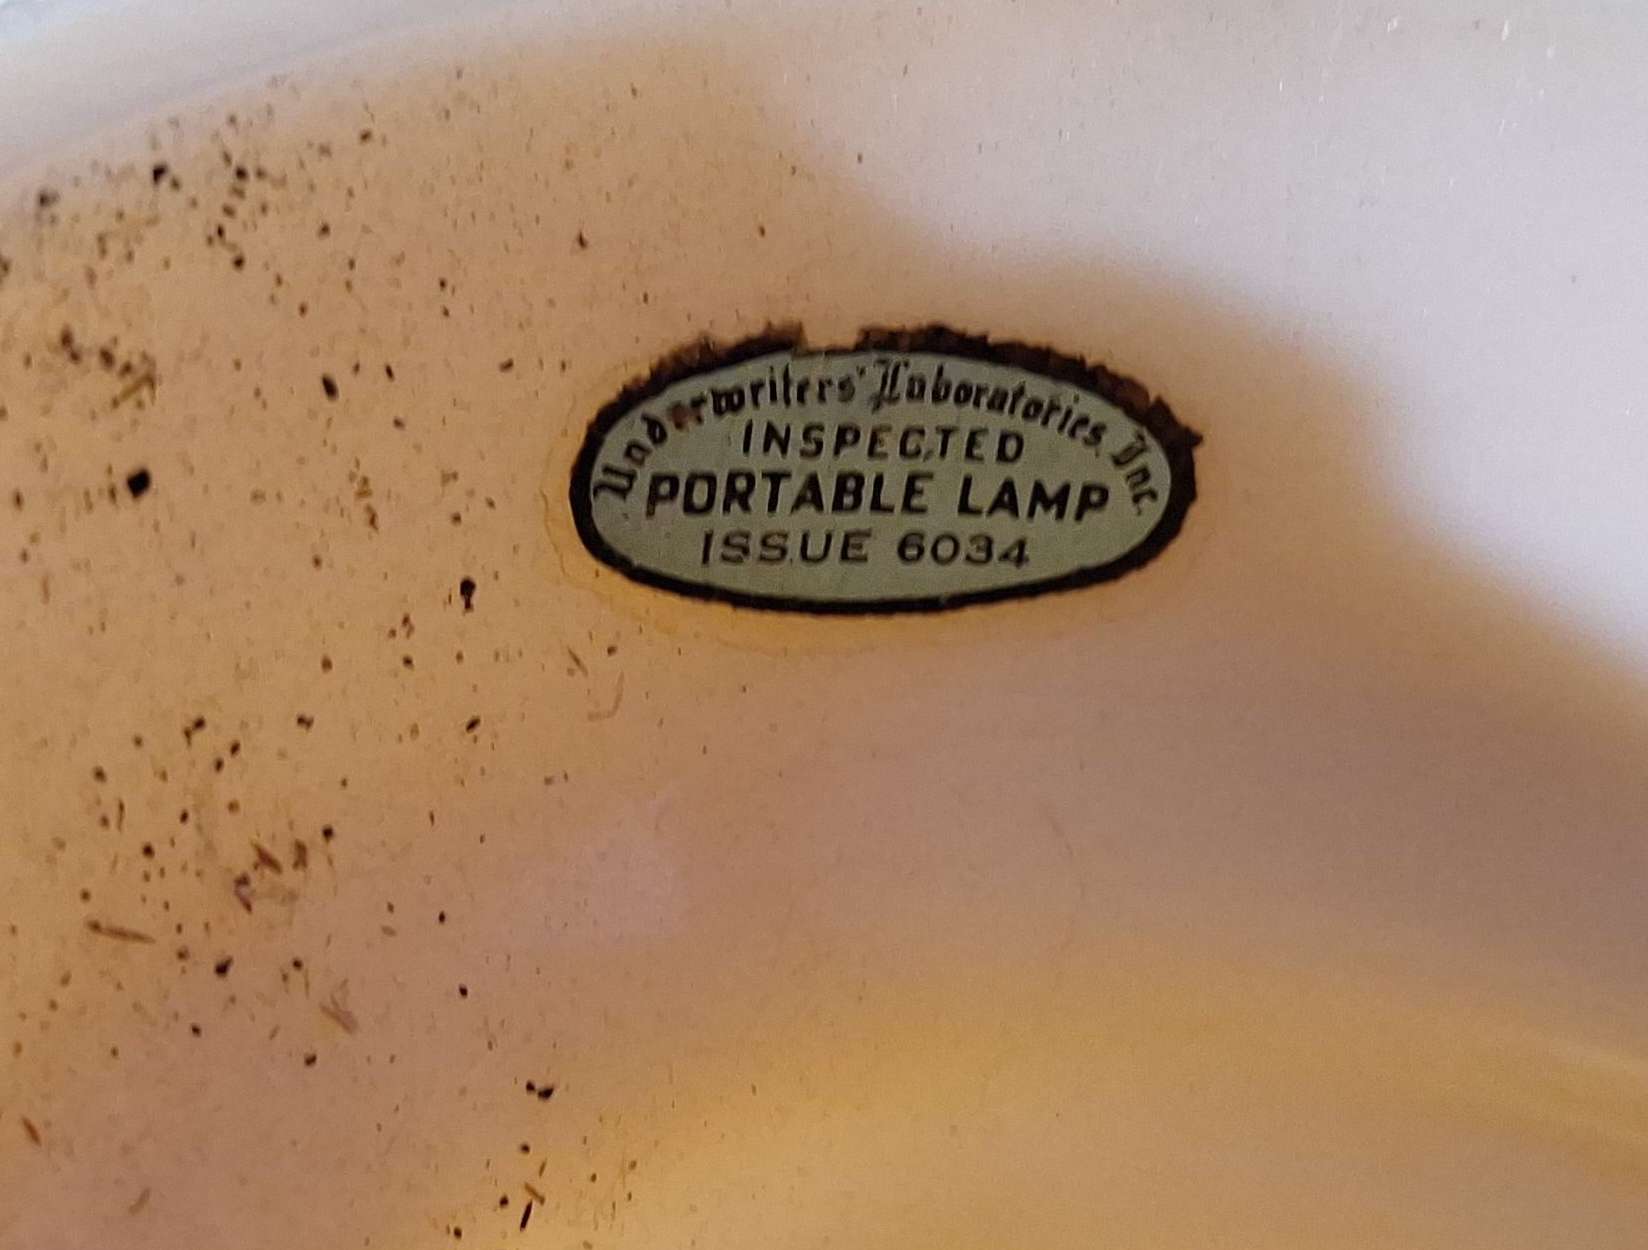 Underwriters' Laboratories, Inc.
INSPECTED
PORTABLE LAMP
ISSUE 6034